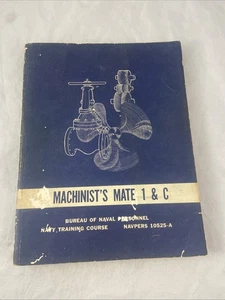 MACHINIST'S MATE 1 & C
BUREAU OF NAVAL PERSONNEL
NAVY TRAINING COURSE NAVPERS 10525-A